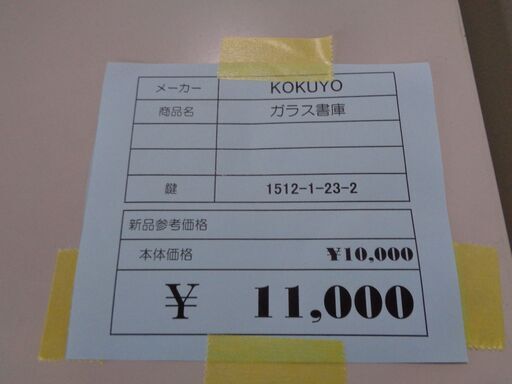 メーカー KOKUYO
商品名 ガラス書庫
鍵 1512-1-23-2
新品参考価格
本体価格 ¥10,000
¥ 11,000